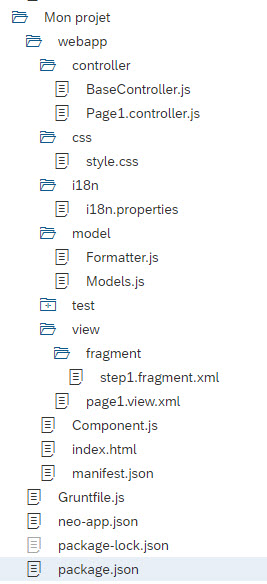 Mon projet
webapp
controller
BaseController.js
Page1.controller.js
css
style.css
i18n
i18n.properties
model
Formatter.js
Models.js
test
view
fragment
step1.fragment.xml
page1.view.xml
Component.js
index.html
manifest.json
Gruntfile.js
neo-app.json
package-lock.json
package.json